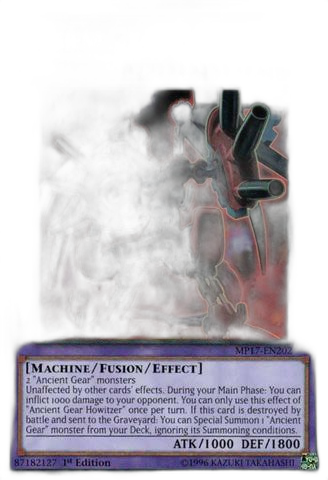 MP17-EN202
[MACHINE/FUSION/EFFECT]
2 "Ancient Gear" monsters
Unaffected by other cards' effects. During your Main Phase: You can
inflict 1000 damage to your opponent. You can only use this effect of
"Ancient Gear Howitzer" once per turn. If this card is destroyed by
battle and sent to the Graveyard: You can Special Summon 1 "Ancient
Gear" monster from your Deck, ignoring its Summoning conditions.
ATK/1000 DEF/1800
87182127 1st Edition ©1996 KAZUKI TAKAHASHI